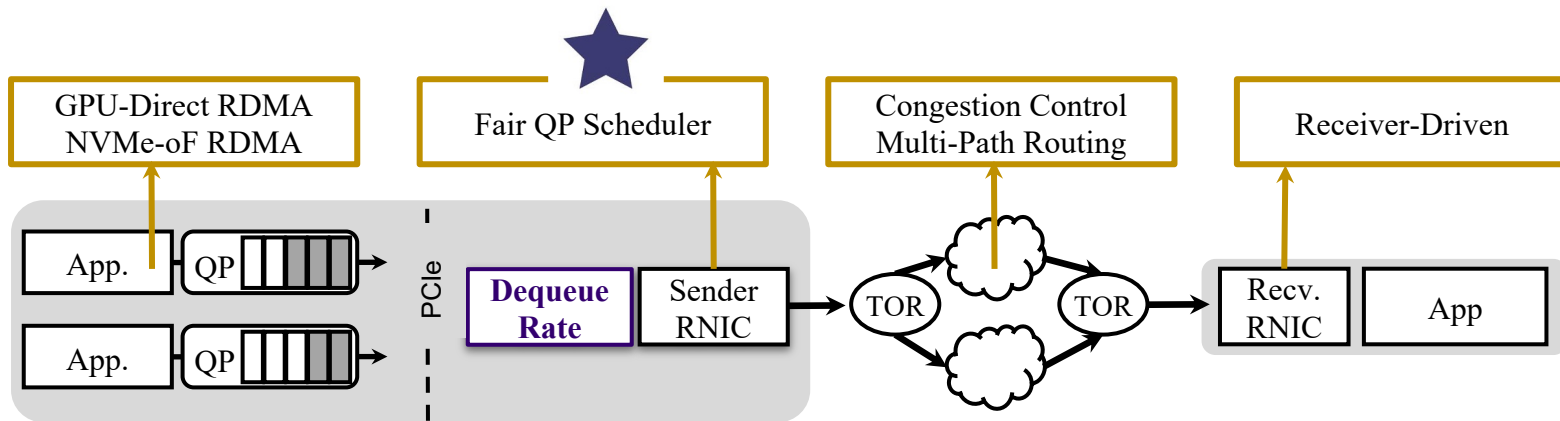 GPU-Direct RDMA
NVMe-oF RDMA
Fair QP Scheduler
Congestion Control
Multi-Path Routing
Receiver-Driven
App.
QP
PCIe
Dequeue
Rate
Sender
RNIC
TOR
TOR
Recv.
RNIC
App
App.
QP